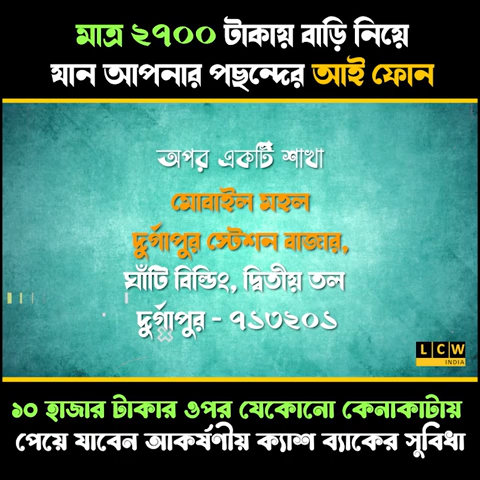 মাত্র ২৭০০ টাকায় বাড়ি নিয়ে
যান আপনার পছন্দের আই ফোন
অপর একটি শাখা
মোবাইল মহল
দুর্গাপুর স্টেশন বাজার,
ঘাঁটি বিল্ডিং, দ্বিতীয় তল
দুর্গাপুর - ৭১৩২০১
LCW
INDIA
১০ হাজার টাকার ওপর যেকোনো কেনাকাটায়
পেয়ে যাবেন আকর্ষণীয় ক্যাশ ব্যাকের সুবিধা